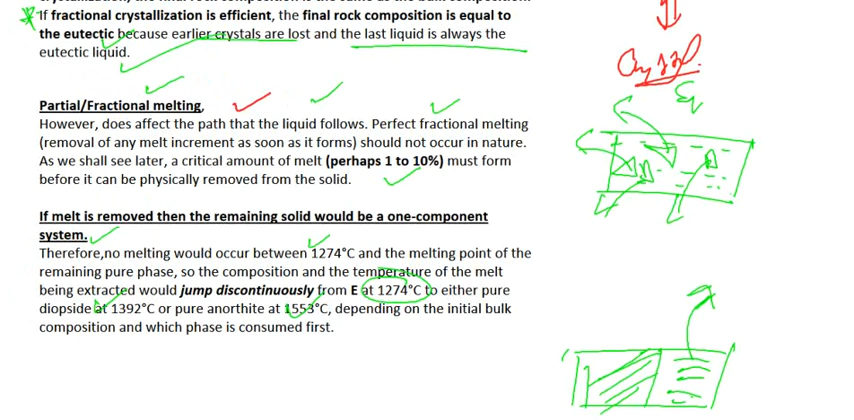 If fractional crystallization is efficient, the final rock composition is equal to
the eutectic because earlier crystals are lost and the last liquid is always the
eutectic liquid.
Partial/Fractional melting,
However, does affect the path that the liquid follows. Perfect fractional melting
(removal of any melt increment as soon as it forms) should not occur in nature.
As we shall see later, a critical amount of melt (perhaps 1 to 10%) must form
before it can be physically removed from the solid.
If melt is removed then the remaining solid would be a one-component
system.
Therefore,no melting would occur between 1274°C and the melting point of the
remaining pure phase, so the composition and the temperature of the melt
being extracted would jump discontinuously from E at 1274°C to either pure
diopside at 1392°C or pure anorthite at 1553°C, depending on the initial bulk
composition and which phase is consumed first.